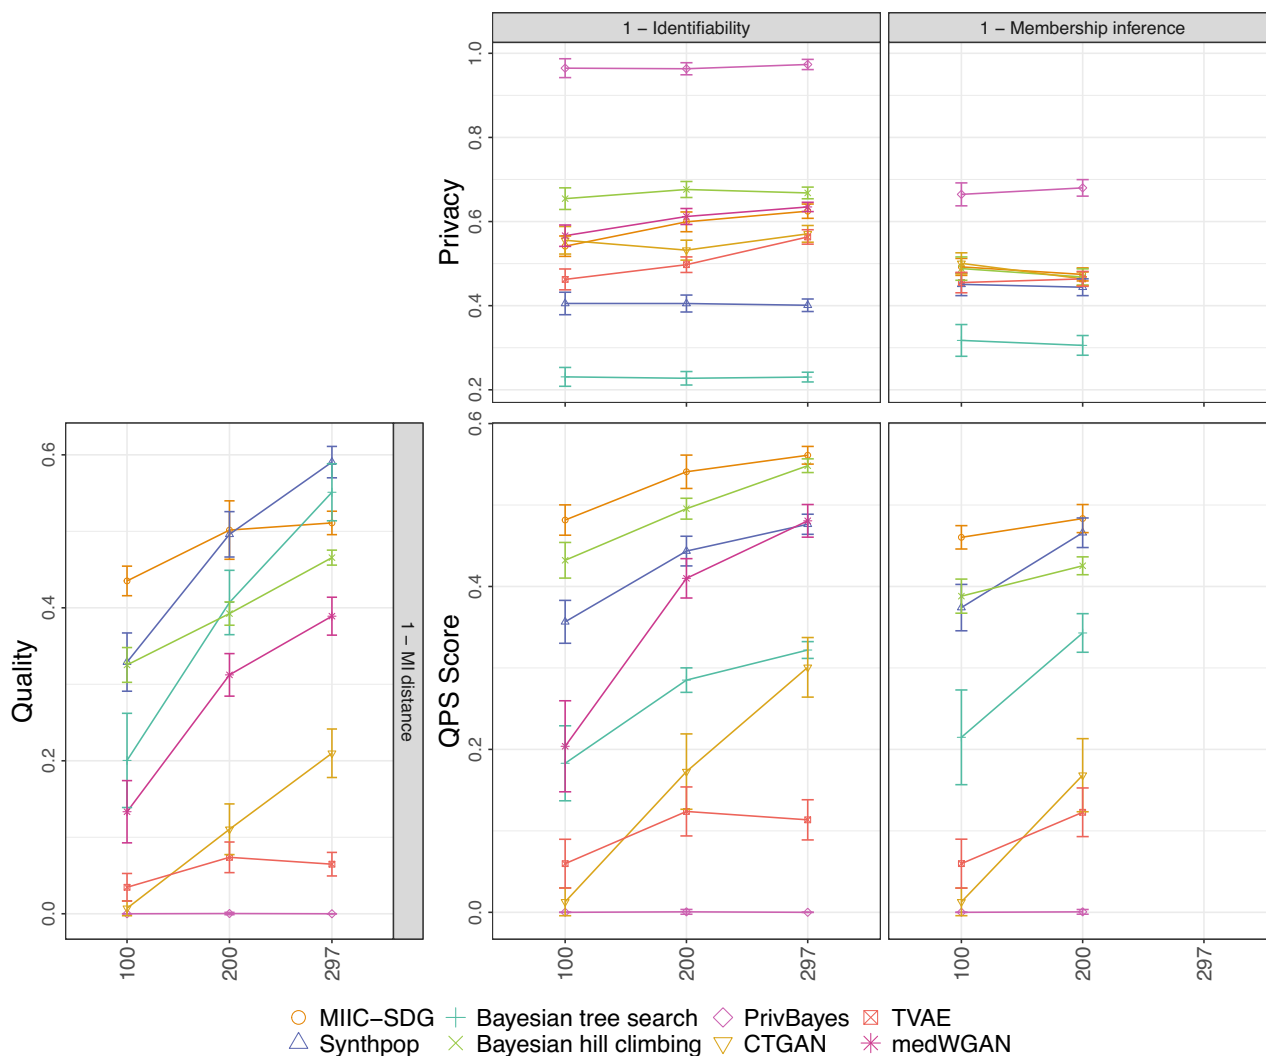 1 − Identifiability
1 − Membership inference
Privacy
1.0
0.8
0.6
0.4
0.2
Quality
0.6
0.4
0.2
0.0
1 − MI distance
QPS Score
0.6
0.4
0.2
0.0
100 200 297
100 200 297
100 200 297
MIIC−SDG Bayesian tree search PrivBayes TVAE
Synthpop Bayesian hill climbing CTGAN medWGAN